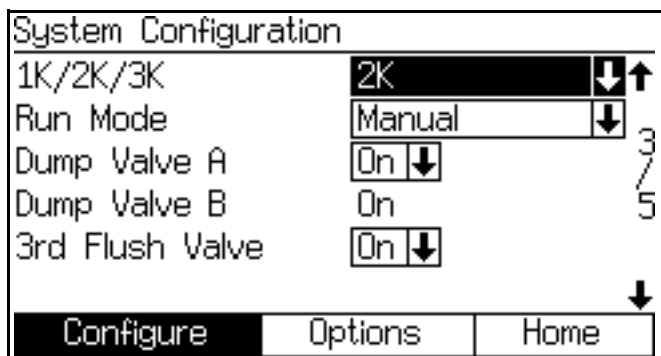 System Configuration
1K/2K/3K 2K
Run Mode Manual
Dump Valve A On
Dump Valve B On
3rd Flush Valve On
3/5
Configure Options Home